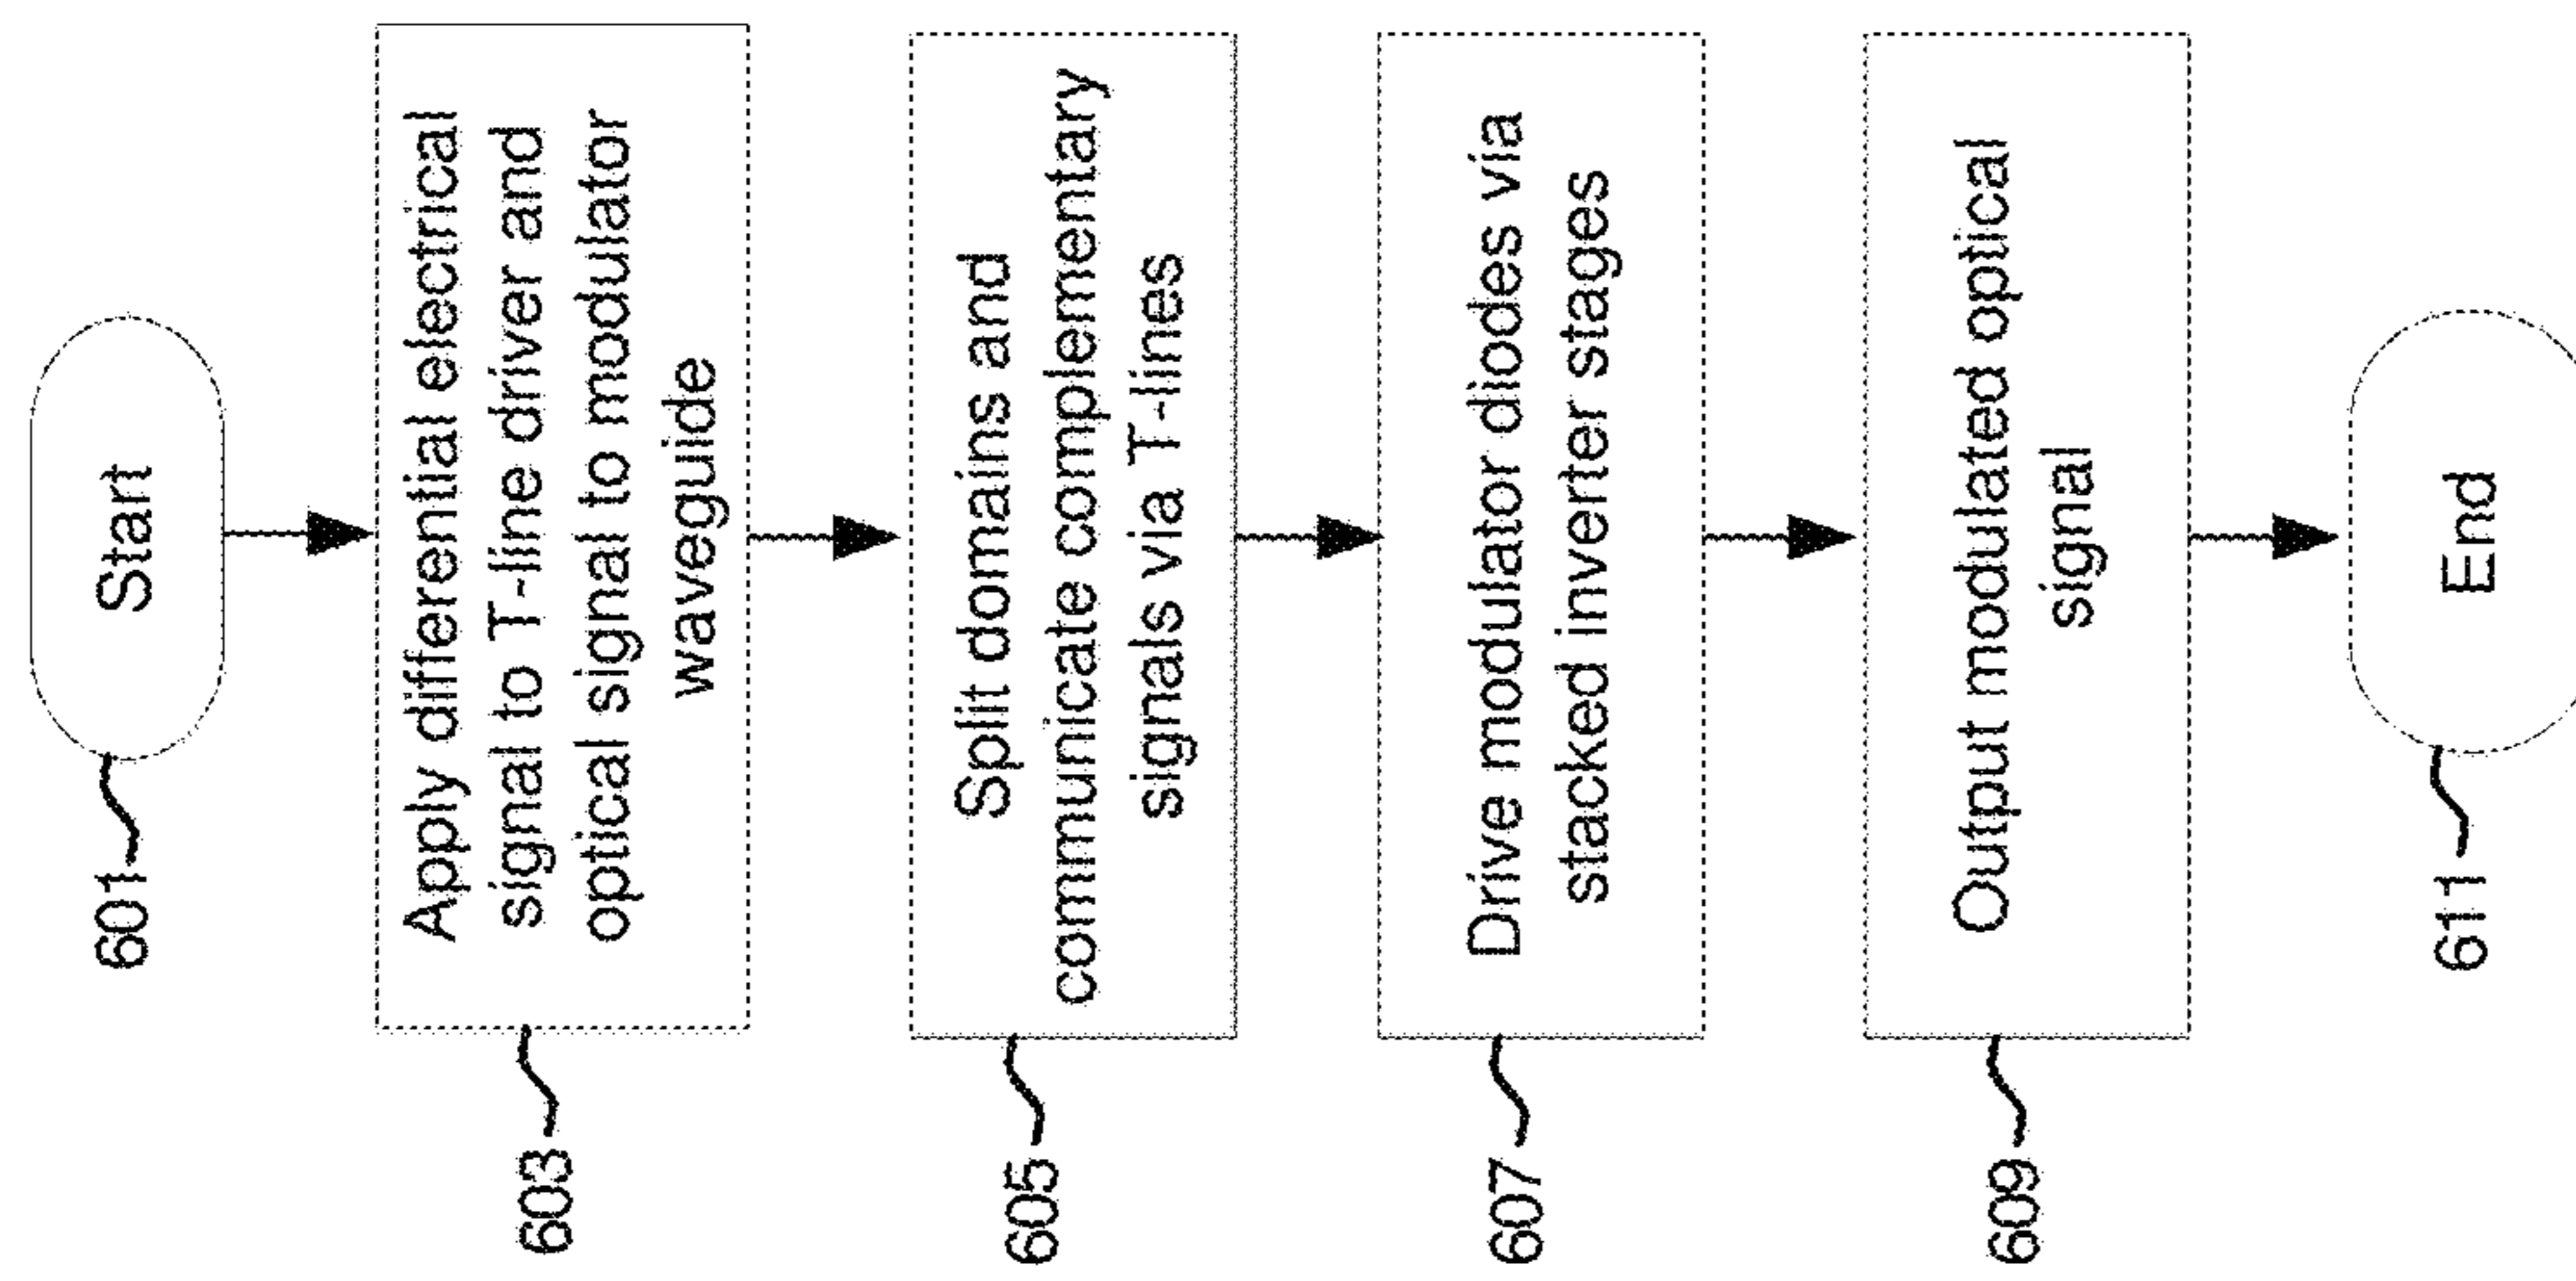 601
Start
603
Apply differential electrical
signal to T-line driver and
optical signal to modulator
waveguide
605
Split domains and
communicate complementary
signals via T-lines
607
Drive modulator diodes via
stacked inverter stages
609
Output modulated optical
signal
611
End